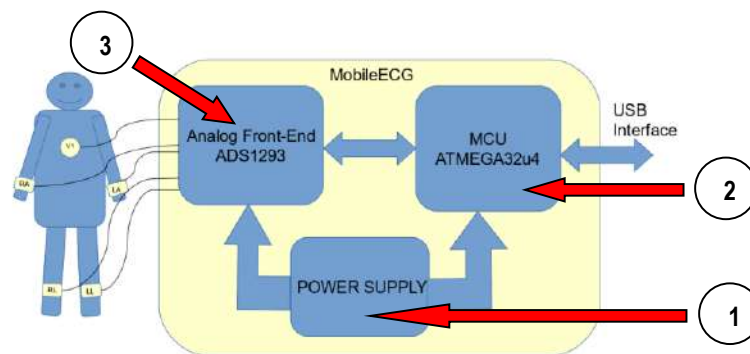 3
MobileECG
Analog Front-End
ADS1293
MCU
ATMEGA32u4
USB
Interface
V1
RA
LA
2
POWER SUPPLY
RL
LL
1